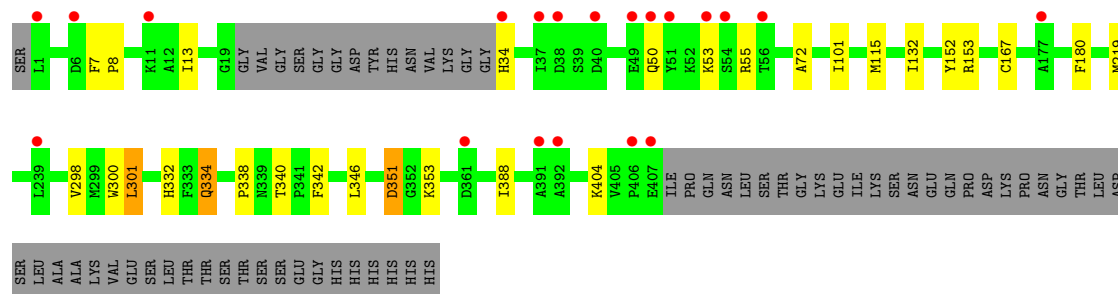 SER L1 D6 F7 P8 K11 A12 I13 G19 GLY VAL GLY SER GLY GLY ASP TYR HIS ASN VAL LYS GLY GLY H34 I37 D38 S39 D40 E49 Q50 Y51 K52 K53 S54 R55 T56 A72 I101 M115 I132 Y152 R153 C167 A177 F180 M219
L239 V298 M299 W300 L301 H332 F333 Q334 P338 N339 T340 P341 F342 L346 D351 G352 K353 D361 I388 A391 A392 K404 V405 P406 E407 ILE PRO GLN ASN LEU SER THR GLY LYS GLU ILE LYS SER ASN GLU GLN PRO ASP LYS PRO ASN GLY THR LEU ASP
SER LEU ALA ALA LYS VAL GLU SER LEU THR THR SER THR SER SER GLU GLY HIS HIS HIS HIS HIS HIS